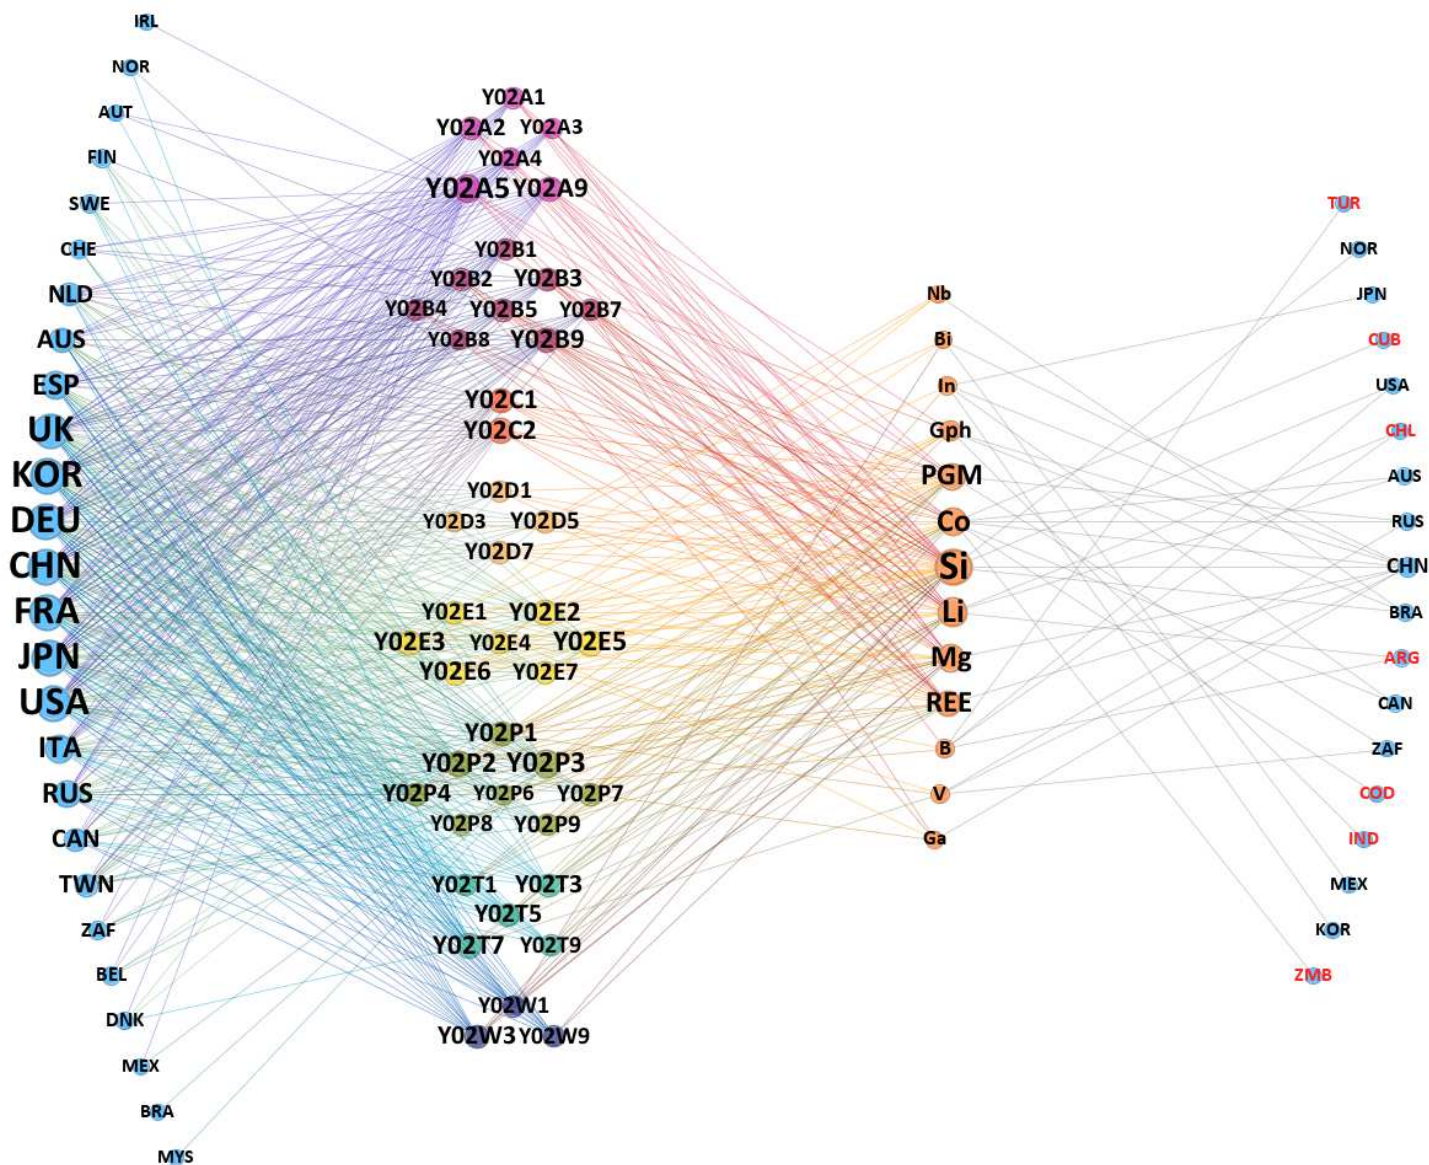 IRL
NOR
AUT
FIN
SWE
CHE
NLD
AUS
ESP
UK
KOR
DEU
CHN
FRA
JPN
USA
ITA
RUS
CAN
TWN
ZAF
BEL
DNK
MEX
BRA
MYS
Y02A1
Y02A2 Y02A3
Y02A4
Y02A5 Y02A9
Y02B1
Y02B2 Y02B3
Y02B4 Y02B5 Y02B7
Y02B8 Y02B9
Y02C1
Y02C2
Y02D1
Y02D3 Y02D5
Y02D7
Y02E1 Y02E2
Y02E3 Y02E4 Y02E5
Y02E6 Y02E7
Y02P1
Y02P2 Y02P3
Y02P4 Y02P6 Y02P7
Y02P8 Y02P9
Y02T1 Y02T3
Y02T5
Y02T7 Y02T9
Y02W1
Y02W3 Y02W9
Nb
Bi
In
Gph
PGM
Co
Si
Li
Mg
REE
B
V
Ga
TUR
NOR
JPN
CUB
USA
CHL
AUS
RUS
CHN
BRA
ARG
CAN
ZAF
COD
IND
MEX
KOR
ZMB